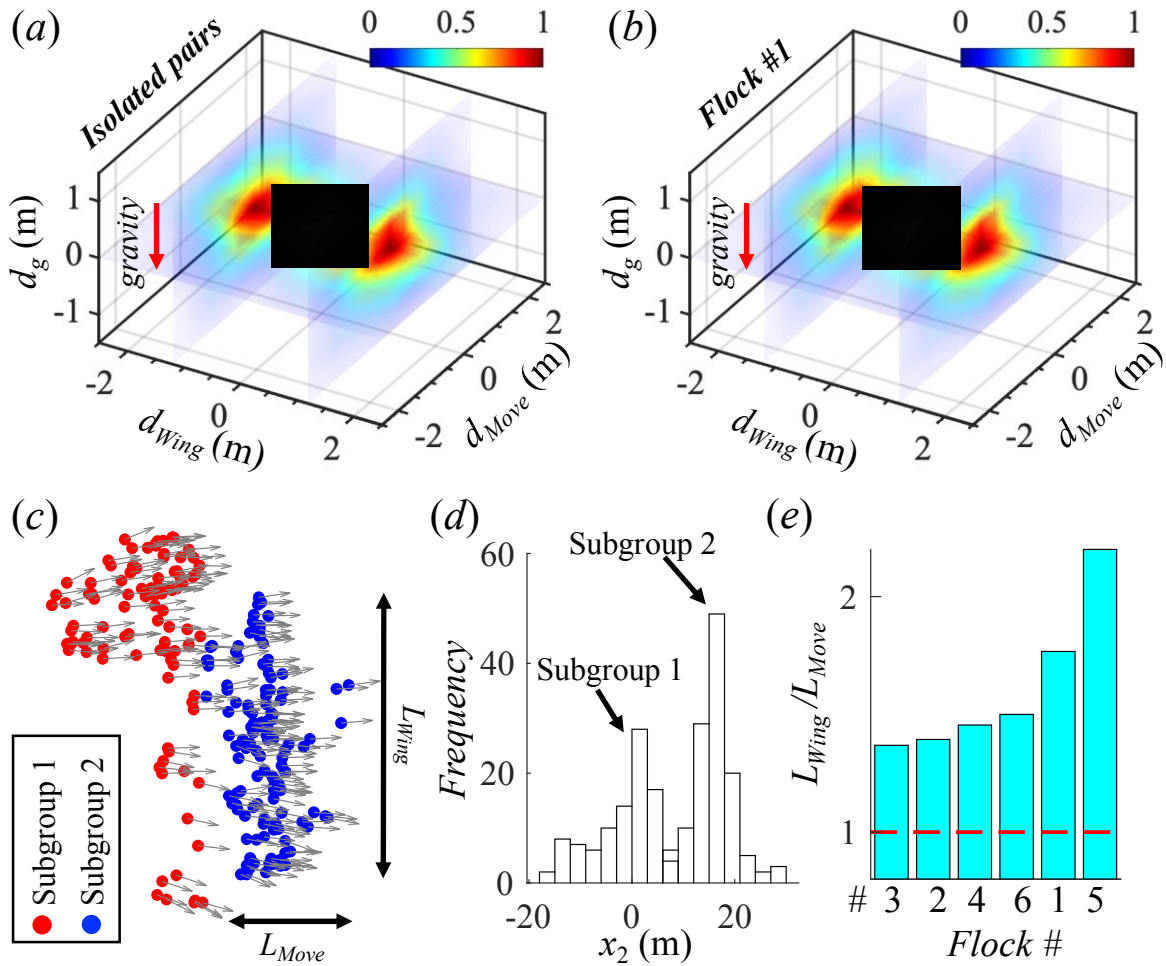 (a)
Isolated pairs
0 0.5 1
1
0
-1
d_g (m)
gravity
-2 0 2
d_Wing (m)
-2 0 2
d_Move (m)
(b)
Flock #1
0 0.5 1
1
0
-1
d_g (m)
gravity
-2 0 2
d_Wing (m)
-2 0 2
d_Move (m)
(c)
L_Wing
L_Move
Subgroup 1
Subgroup 2
(d)
Subgroup 2
Subgroup 1
60
40
20
0
Frequency
-20 0 20
x_2 (m)
(e)
2
1
L_Wing/L_Move
# 3 2 4 6 1 5
Flock #